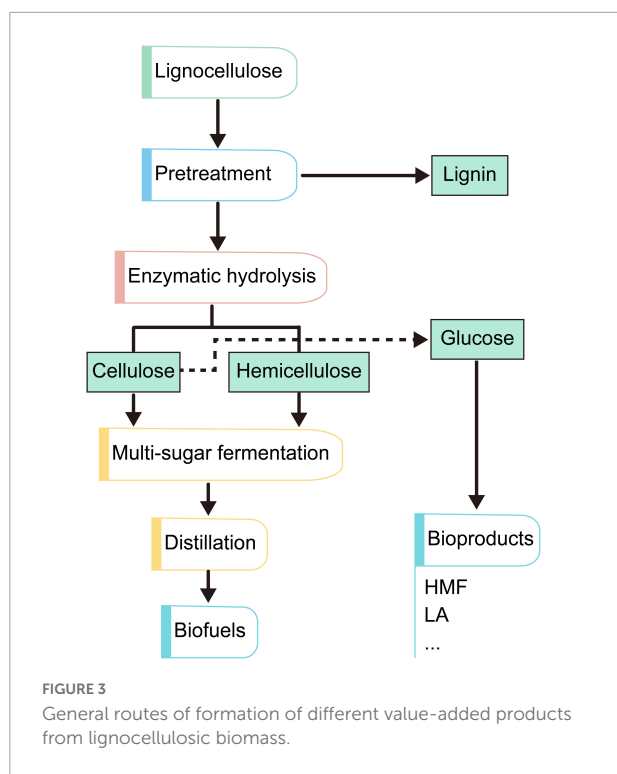 Lignocellulose
Pretreatment
Lignin
Enzymatic hydrolysis
Glucose
Cellulose
Hemicellulose
Multi-sugar fermentation
Distillation
Bioproducts
HMF
LA
...
Biofuels
FIGURE 3
General routes of formation of different value-added products
from lignocellulosic biomass.